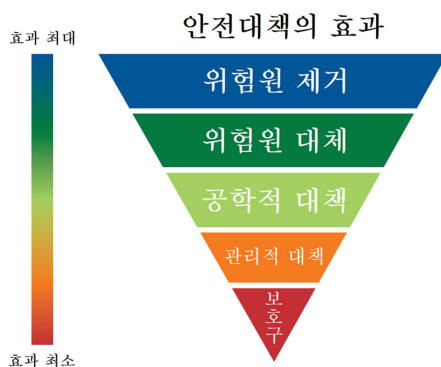 안전대책의 효과
효과 최대
위험원 제거
위험원 대체
공학적 대책
관리적 대책
보호구
효과 최소